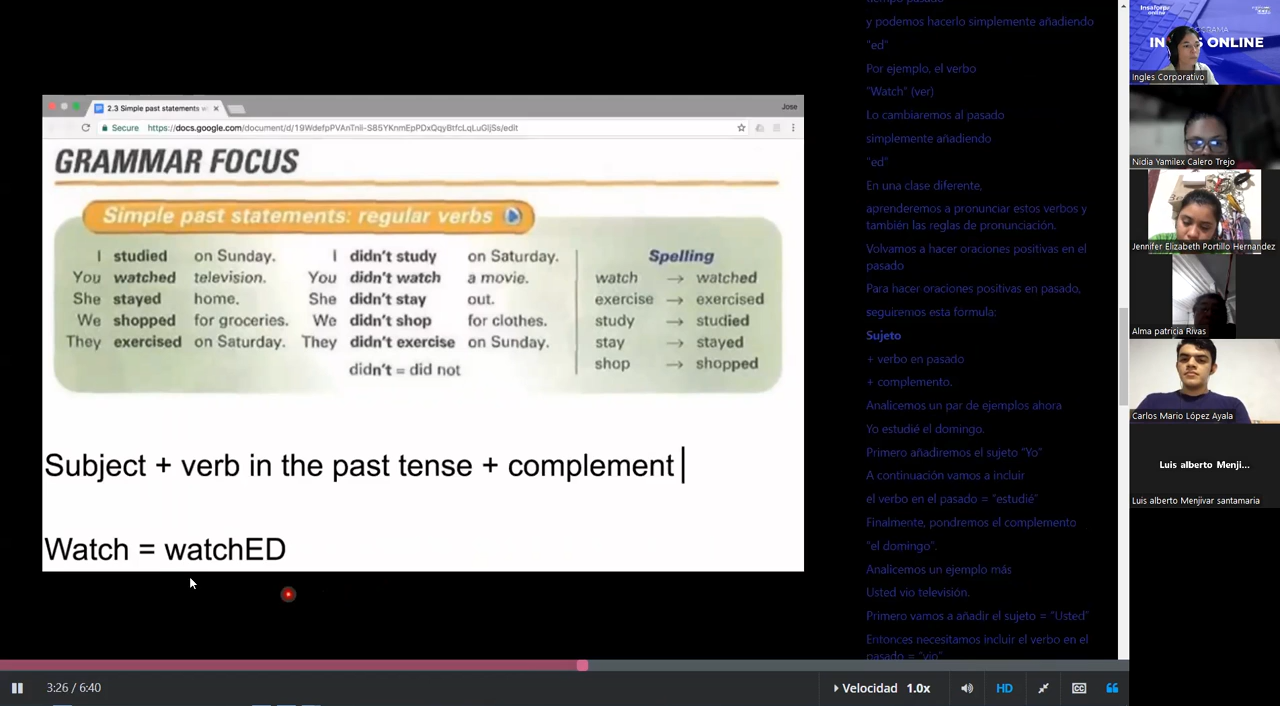 2.3 Simple past statements w
Jose
Secure
https://docs.google.com/document/d/19WdefpPVAnTnli-S85YKnmEpPDxQqyBtfcLqLuGljSs/edit
GRAMMAR FOCUS
Simple past statements: regular verbs
I studied on Sunday. I didn't study on Saturday. Spelling
You watched television. You didn't watch a movie. watch → watched
She stayed home. She didn't stay out. exercise → exercised
We shopped for groceries. We didn't shop for clothes. study → studied
They exercised on Saturday. They didn't exercise on Sunday. stay → stayed
didn't = did not shop → shopped
Subject + verb in the past tense + complement
Watch = watchED
tiempo pasado
y podemos hacerlo simplemente añadiendo
"ed"
Por ejemplo, el verbo
"Watch" (ver)
Lo cambiaremos al pasado
simplemente añadiendo
"ed"
En una clase diferente,
aprenderemos a pronunciar estos verbos y
también las reglas de pronunciación.
Volvamos a hacer oraciones positivas en el
pasado
Para hacer oraciones positivas en pasado,
seguiremos esta formula:
Sujeto
+ verbo en pasado
+ complemento.
Analicemos un par de ejemplos ahora
Yo estudié el domingo.
Primero añadiremos el sujeto "Yo"
A continuación vamos a incluir
el verbo en el pasado = "estudié"
Finalmente, pondremos el complemento
"el domingo".
Analicemos un ejemplo más
Usted vio televisión.
Primero vamos a añadir el sujeto = "Usted"
Entonces necesitamos incluir el verbo en el
pasado = "vio"
3:26 / 6:40
Velocidad 1.0x
HD
CC
Insaforp
online
IN
S ONLINE
Ingles Corporativo
Nidia Yamilex Calero Trejo
Jennifer Elizabeth Portillo Hernandez
Alma patricia Rivas
Carlos Mario López Ayala
Luis alberto Menji...
Luis alberto Menjivar santamaria